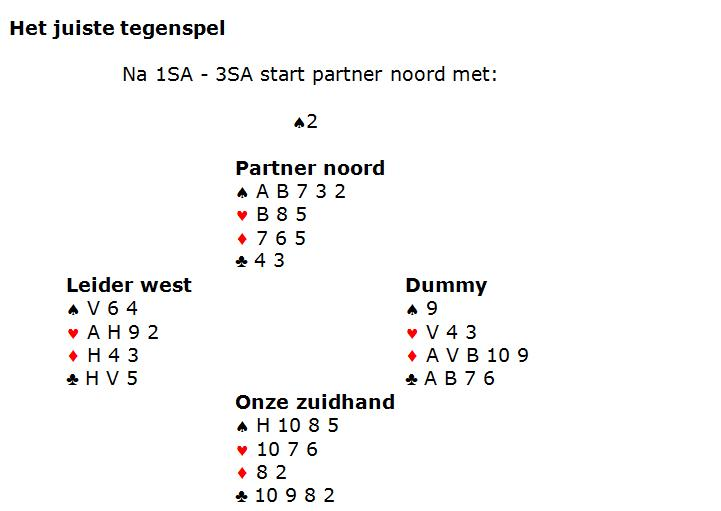 Het juiste tegenspel
Na 1SA - 3SA start partner noord met:
♠2
Partner noord
♠ A B 7 3 2
♥ B 8 5
♦ 7 6 5
♣ 4 3
Leider west
♠ V 6 4
♥ A H 9 2
♦ H 4 3
♣ H V 5
Dummy
♠ 9
♥ V 4 3
♦ A V B 10 9
♣ A B 7 6
Onze zuidhand
♠ H 10 8 5
♥ 10 7 6
♦ 8 2
♣ 10 9 8 2